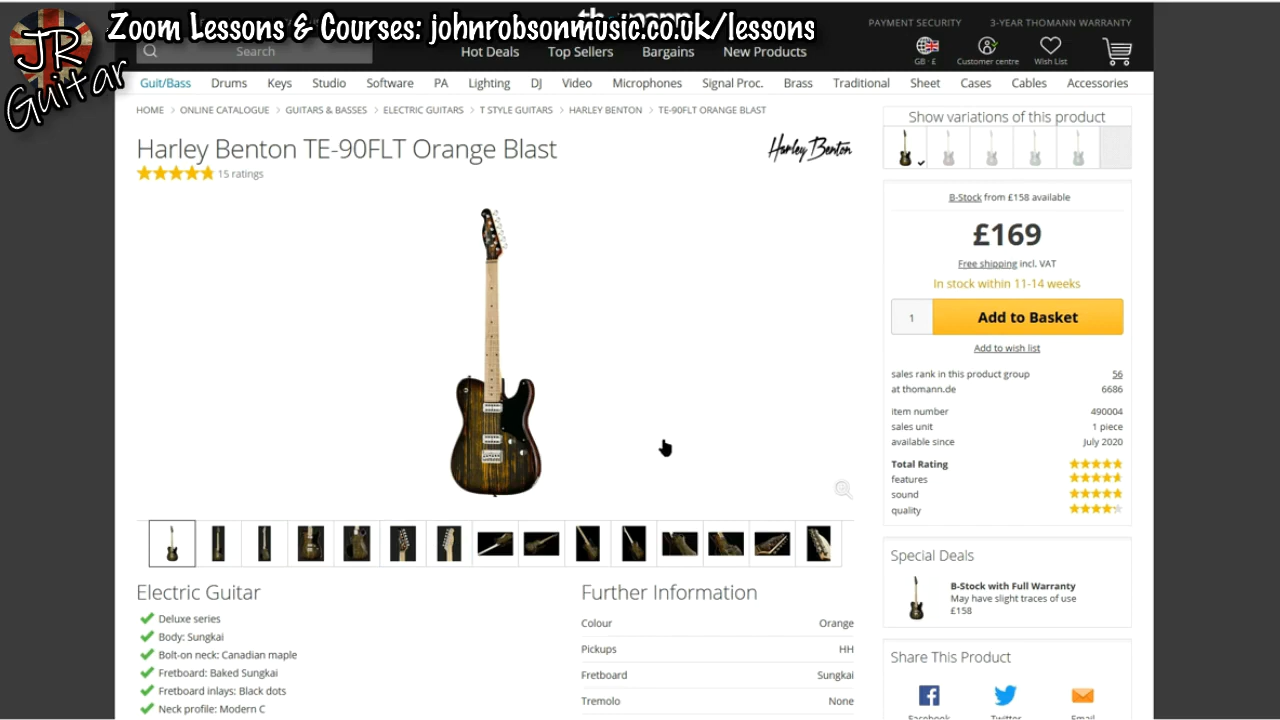 JR
Guitar
Zoom Lessons & Courses: johnrobsonmusic.co.uk/lessons
PAYMENT SECURITY
3-YEAR THOMANN WARRANTY
Search
Hot Deals
Top Sellers
Bargains
New Products
GB · £
Customer centre
Wish List
Guit/Bass
Drums
Keys
Studio
Software
PA
Lighting
DJ
Video
Microphones
Signal Proc.
Brass
Traditional
Sheet
Cases
Cables
Accessories
HOME > ONLINE CATALOGUE > GUITARS & BASSES > ELECTRIC GUITARS > T STYLE GUITARS > HARLEY BENTON > TE-90FLT ORANGE BLAST
Harley Benton TE-90FLT Orange Blast
Harley Benton
15 ratings
Electric Guitar
Deluxe series
Body: Sungkai
Bolt-on neck: Canadian maple
Fretboard: Baked Sungkai
Fretboard inlays: Black dots
Neck profile: Modern C
Further Information
Colour Orange
Pickups HH
Fretboard Sungkai
Tremolo None
Show variations of this product
B-Stock from £158 available
£169
Free shipping incl. VAT
In stock within 11-14 weeks
1
Add to Basket
Add to wish list
sales rank in this product group 56
at thomann.de 6686
item number 490004
sales unit 1 piece
available since July 2020
Total Rating
features
sound
quality
Special Deals
B-Stock with Full Warranty
May have slight traces of use
£158
Share This Product
Facebook
Twitter
Email